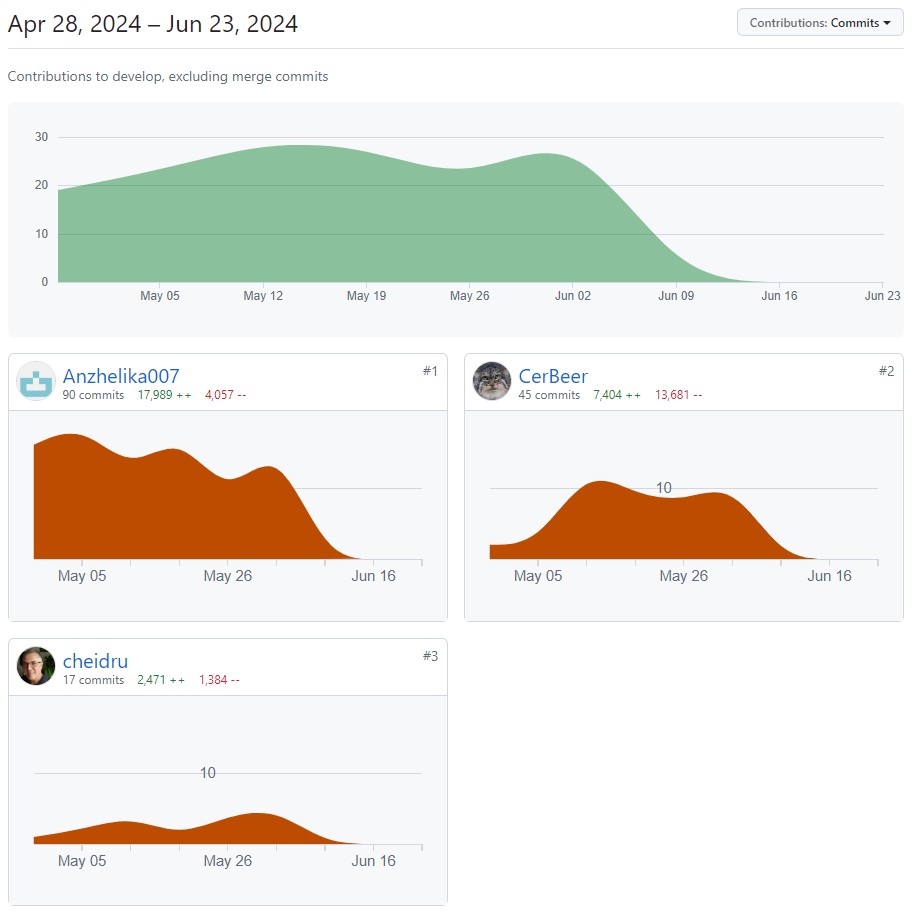 Apr 28, 2024 – Jun 23, 2024
Contributions: Commits
Contributions to develop, excluding merge commits
30
20
10
0
May 05 May 12 May 19 May 26 Jun 02 Jun 09 Jun 16 Jun 23
Anzhelika007 #1
90 commits 17,989 ++ 4,057 --
May 05 May 26 Jun 16
CerBeer #2
45 commits 7,404 ++ 13,681 --
10
May 05 May 26 Jun 16
cheidru #3
17 commits 2,471 ++ 1,384 --
10
May 05 May 26 Jun 16